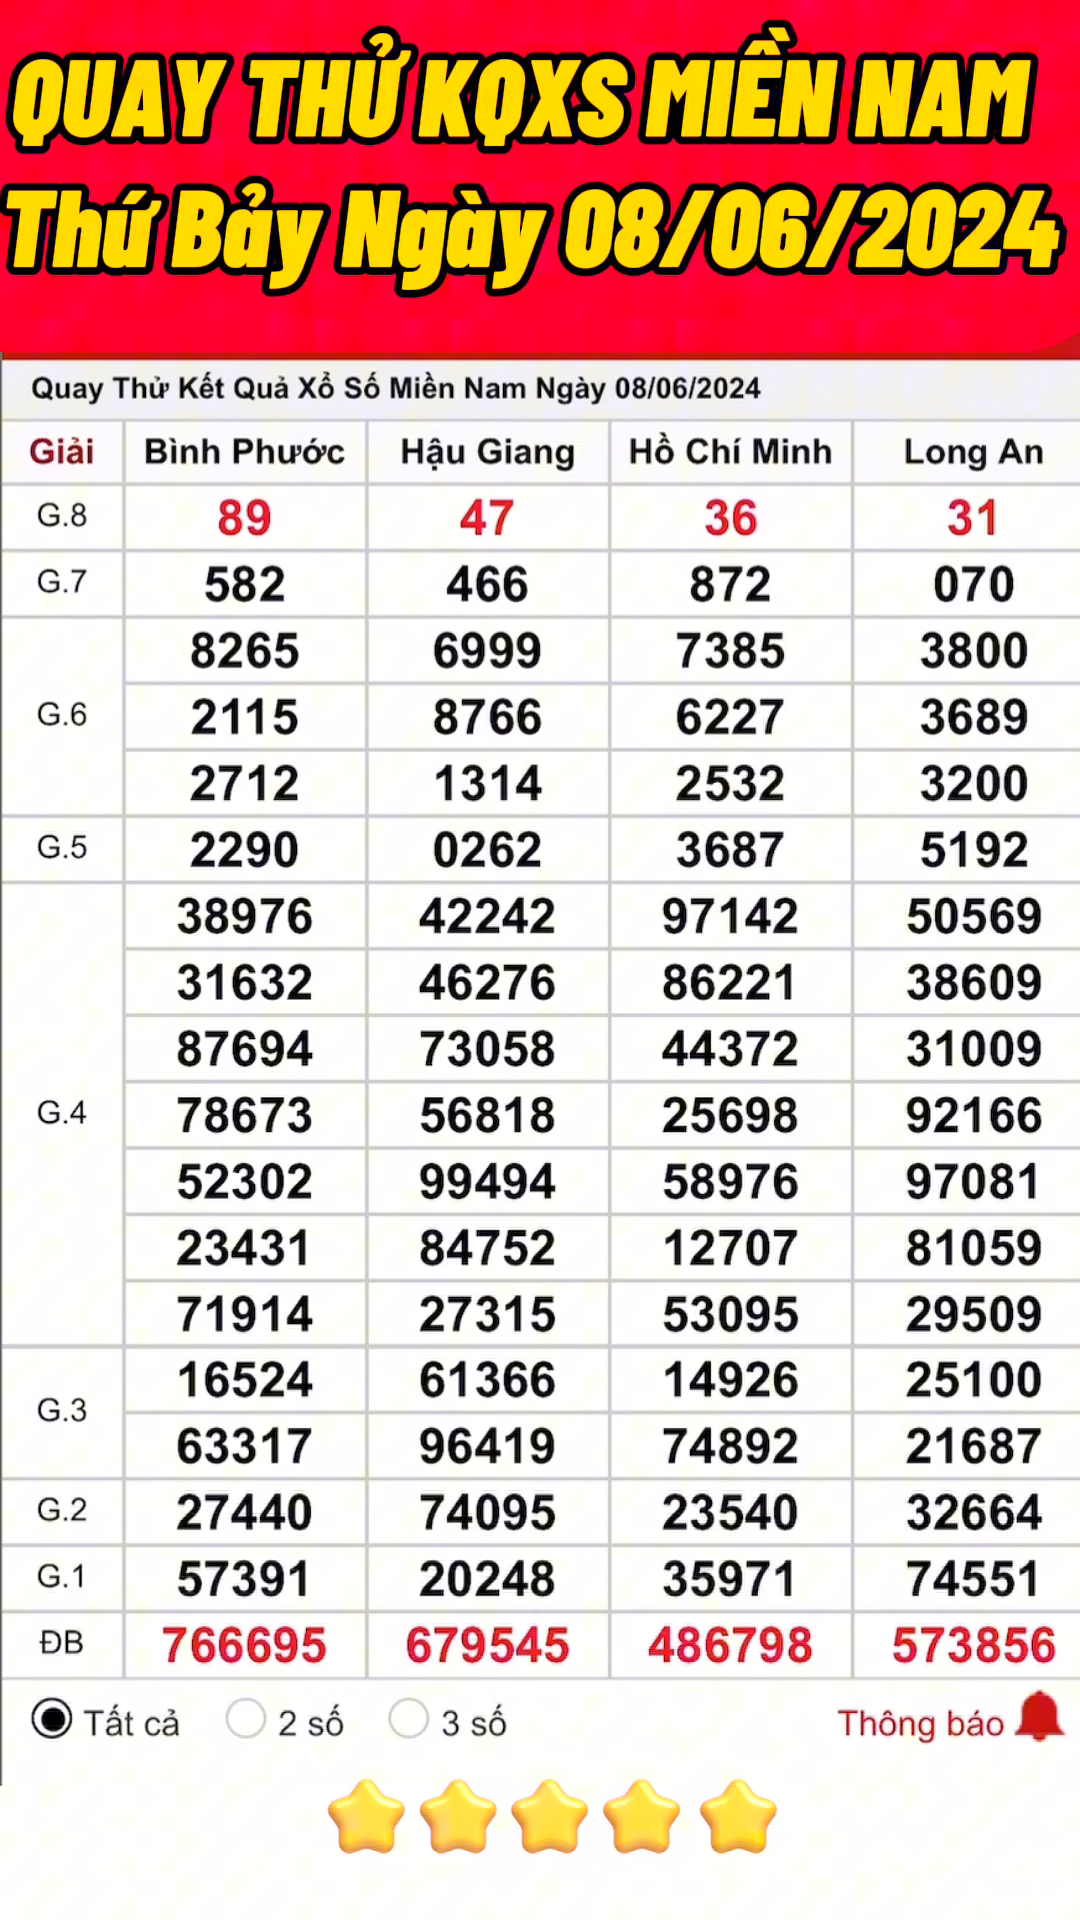 QUAY THỬ KQXS MIỀN NAM
Thứ Bảy Ngày 08/06/2024
Quay Thử Kết Quả Xổ Số Miền Nam Ngày 08/06/2024
Giải Bình Phước Hậu Giang Hồ Chí Minh Long An
G.8 89 47 36 31
G.7 582 466 872 070
8265 6999 7385 3800
G.6 2115 8766 6227 3689
2712 1314 2532 3200
G.5 2290 0262 3687 5192
38976 42242 97142 50569
31632 46276 86221 38609
87694 73058 44372 31009
G.4 78673 56818 25698 92166
52302 99494 58976 97081
23431 84752 12707 81059
71914 27315 53095 29509
G.3 16524 61366 14926 25100
63317 96419 74892 21687
G.2 27440 74095 23540 32664
G.1 57391 20248 35971 74551
ĐB 766695 679545 486798 573856
Tất cả 2 số 3 số Thông báo